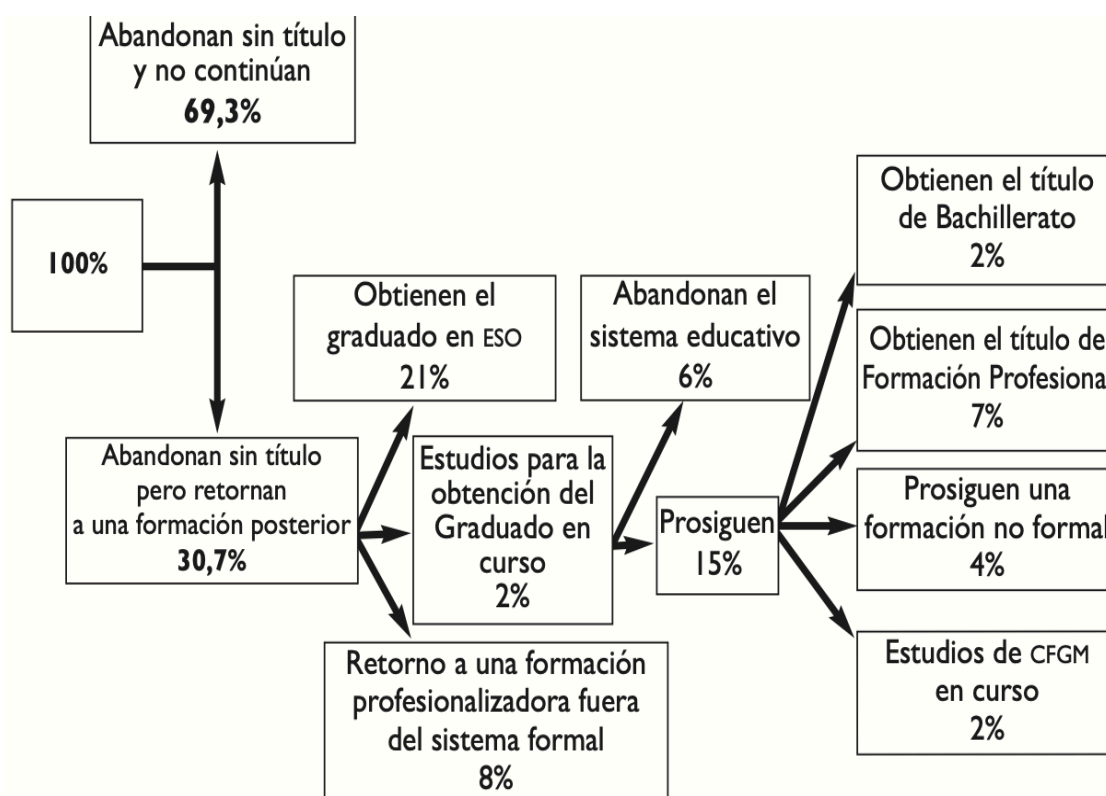 Abandonan sin título
y no continúan
69,3%
100%
Abandonan sin título
pero retornan
a una formación posterior
30,7%
Obtienen el
graduado en ESO
21%
Estudios para la
obtención del
Graduado en
curso
2%
Retorno a una formación
profesionalizadora fuera
del sistema formal
8%
Abandonan el
sistema educativo
6%
Prosiguen
15%
Obtienen el título
de Bachillerato
2%
Obtienen el título de
Formación Profesiona
7%
Prosiguen una
formación no formal
4%
Estudios de CFGM
en curso
2%